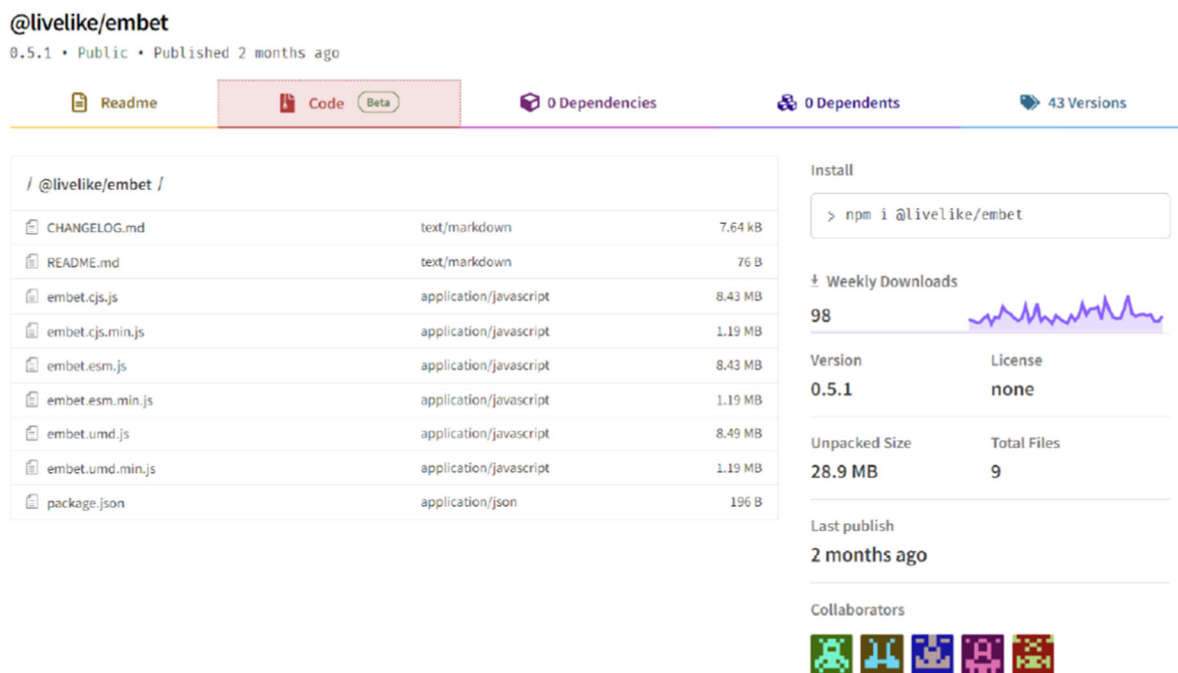 @livelike/embet
0.5.1 • Public • Published 2 months ago
Readme
Code Beta
0 Dependencies
0 Dependents
43 Versions
/ @livelike/embet /
CHANGELOG.md text/markdown 7.64 kB
README.md text/markdown 76 B
embet.cjs.js application/javascript 8.43 MB
embet.cjs.min.js application/javascript 1.19 MB
embet.esm.js application/javascript 8.43 MB
embet.esm.min.js application/javascript 1.19 MB
embet.umd.js application/javascript 8.49 MB
embet.umd.min.js application/javascript 1.19 MB
package.json application/json 196 B
Install
> npm i @livelike/embet
Weekly Downloads
98
Version License
0.5.1 none
Unpacked Size Total Files
28.9 MB 9
Last publish
2 months ago
Collaborators